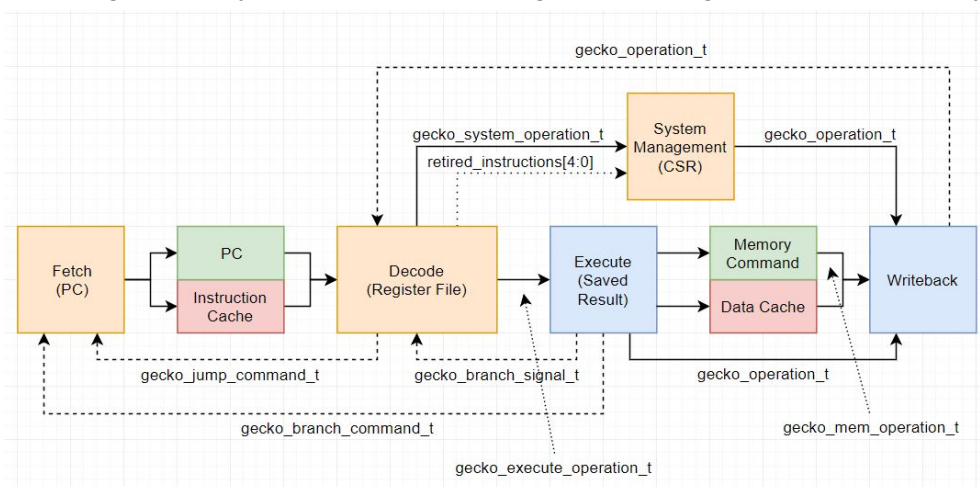 gecko_operation_t
System
Management
(CSR)
gecko_system_operation_t
gecko_operation_t
retired_instructions[4:0]
Fetch
(PC)
PC
Instruction
Cache
Decode
(Register File)
Execute
(Saved
Result)
Memory
Command
Data Cache
Writeback
gecko_jump_command_t
gecko_branch_signal_t
gecko_operation_t
gecko_branch_command_t
gecko_mem_operation_t
gecko_execute_operation_t